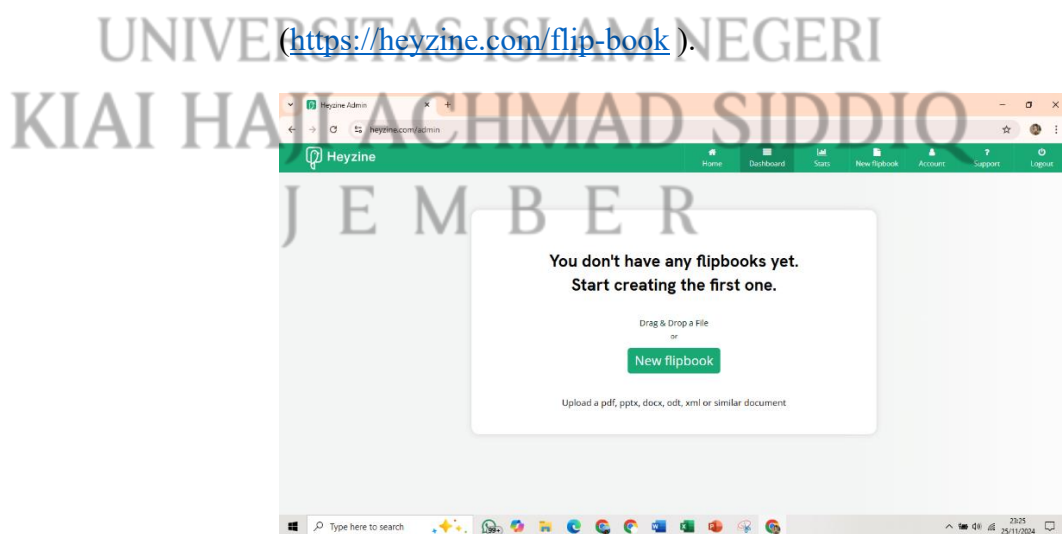 UNIVERSITAS ISLAM NEGERI
(https://heyzine.com/flip-book ).
KIAI HAJI ACHMAD SIDDIQ
JEMBER
Heyzine Admin
heyzine.com/admin
Heyzine
Home Dashboard Stats New flipbook Account Support Logout
You don't have any flipbooks yet.
Start creating the first one.
Drag & Drop a File
or
New flipbook
Upload a pdf, pptx, docx, odt, xml or similar document
Type here to search
99+
23:25
25/11/2024